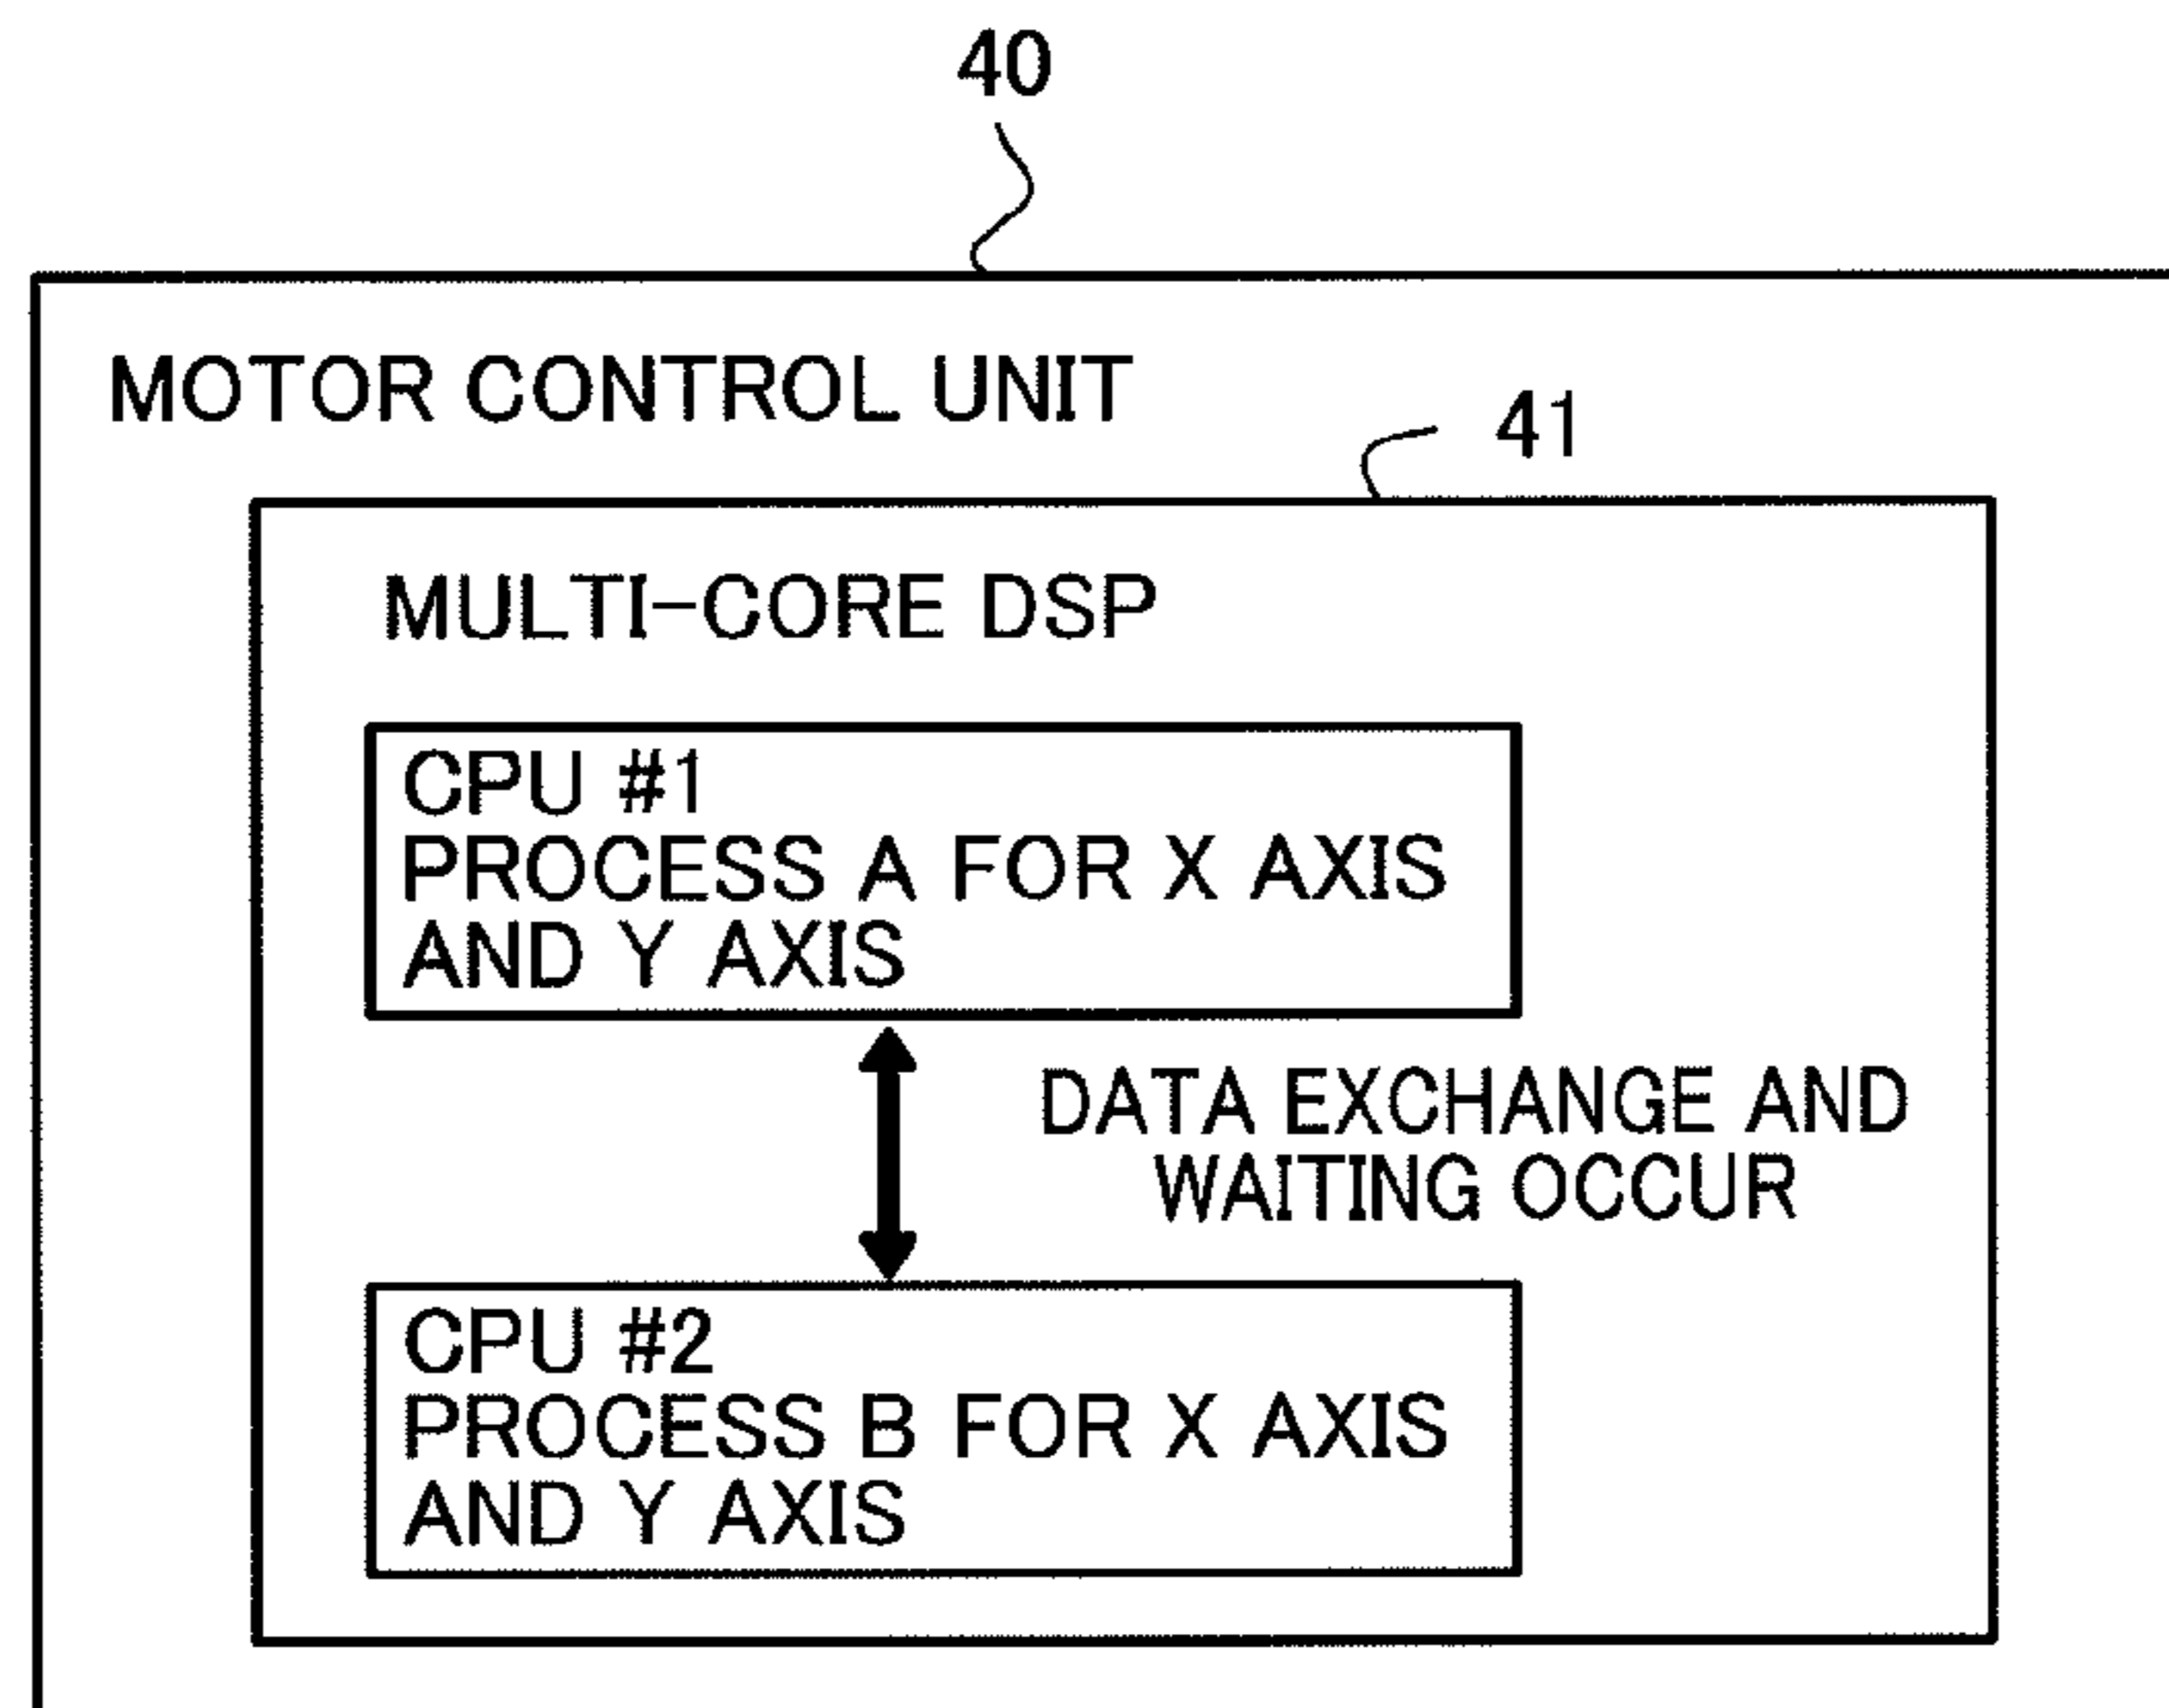 40
MOTOR CONTROL UNIT
41
MULTI-CORE DSP
CPU #1
PROCESS A FOR X AXIS
AND Y AXIS
DATA EXCHANGE AND
WAITING OCCUR
CPU #2
PROCESS B FOR X AXIS
AND Y AXIS